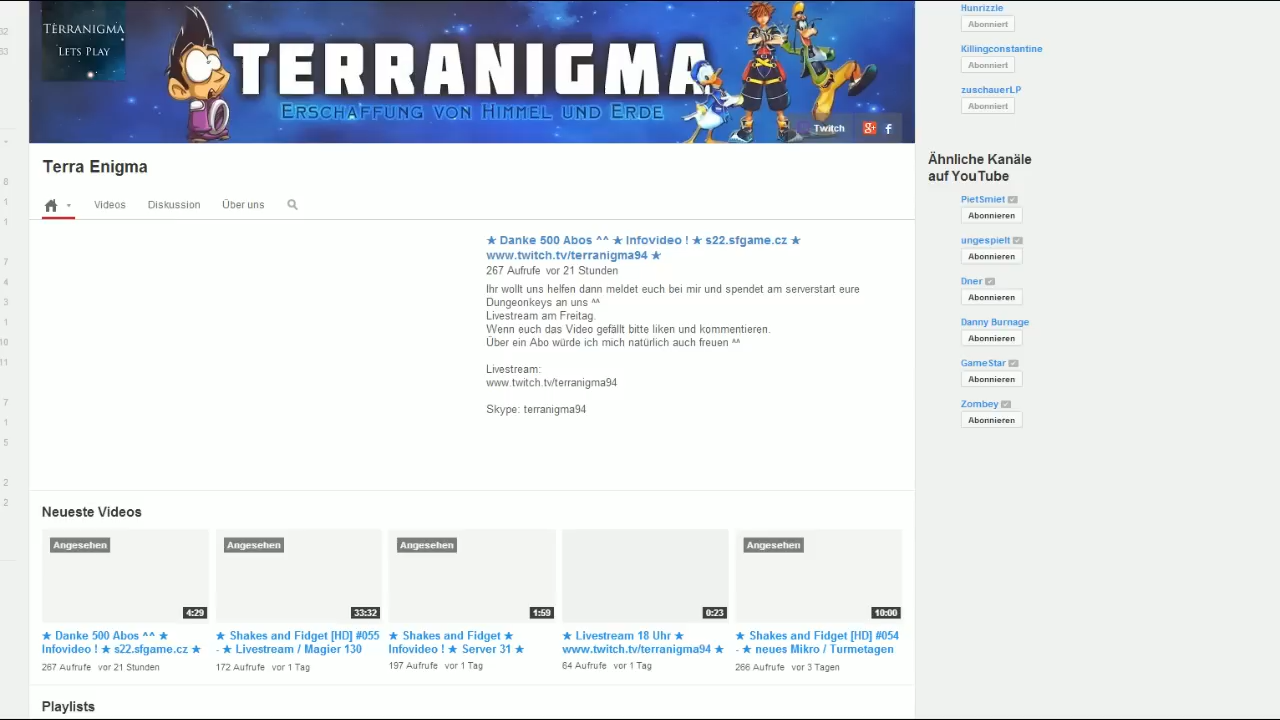 TERRANIGMA
LETS PLAY
TERRANIGMA
ERSCHAFFUNG VON HIMMEL UND ERDE
Twitch
Terra Enigma
Videos Diskussion Über uns
★ Danke 500 Abos ^^ ★ Infovideo ! ★ s22.sfgame.cz ★
www.twitch.tv/terranigma94 ★
267 Aufrufe vor 21 Stunden
Ihr wollt uns helfen dann meldet euch bei mir und spendet am serverstart eure
Dungeonkeys an uns ^^
Livestream am Freitag.
Wenn euch das Video gefällt bitte liken und kommentieren.
Über ein Abo würde ich mich natürlich auch freuen ^^
Livestream:
www.twitch.tv/terranigma94
Skype: terranigma94
Neueste Videos
Angesehen
4:29
★ Danke 500 Abos ^^ ★
Infovideo ! ★ s22.sfgame.cz ★
267 Aufrufe vor 21 Stunden
Angesehen
33:32
★ Shakes and Fidget [HD] #055
- ★ Livestream / Magier 130
172 Aufrufe vor 1 Tag
Angesehen
1:59
★ Shakes and Fidget ★
Infovideo ! ★ Server 31 ★
197 Aufrufe vor 1 Tag
0:23
★ Livestream 18 Uhr ★
www.twitch.tv/terranigma94 ★
64 Aufrufe vor 1 Tag
Angesehen
10:00
★ Shakes and Fidget [HD] #054
- ★ neues Mikro / Turmetagen
266 Aufrufe vor 3 Tagen
Playlists
Hunrizzle
Abonniert
Killingconstantine
Abonniert
zuschauerLP
Abonniert
Ähnliche Kanäle
auf YouTube
PietSmiet
Abonnieren
ungespielt
Abonnieren
Dner
Abonnieren
Danny Burnage
Abonnieren
GameStar
Abonnieren
Zombey
Abonnieren